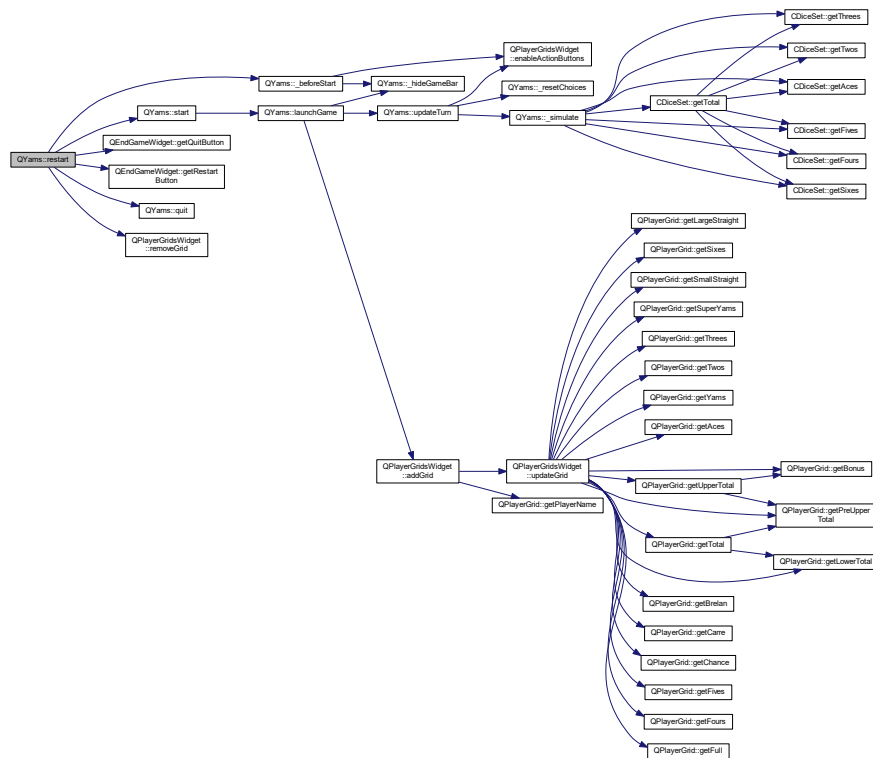 CDiceSet::getThrees
QPlayerGridsWidget
::enableActionButtons
CDiceSet::getTwos
QYams::_beforeStart
QYams::_hideGameBar
QYams::_resetChoices
CDiceSet::getAces
CDiceSet::getTotal
QYams::start
QYams::launchGame
QYams::updateTurn
QYams::_simulate
CDiceSet::getFives
QEndGameWidget::getQuitButton
QYams::restart
CDiceSet::getFours
QEndGameWidget::getRestart
Button
CDiceSet::getSixes
QYams::quit
QPlayerGrid::getLargeStraight
QPlayerGridsWidget
::removeGrid
QPlayerGrid::getSixes
QPlayerGrid::getSmallStraight
QPlayerGrid::getSuperYams
QPlayerGrid::getThrees
QPlayerGrid::getTwos
QPlayerGrid::getYams
QPlayerGrid::getAces
QPlayerGridsWidget
::addGrid
QPlayerGridsWidget
::updateGrid
QPlayerGrid::getBonus
QPlayerGrid::getUpperTotal
QPlayerGrid::getPlayerName
QPlayerGrid::getPreUpper
Total
QPlayerGrid::getTotal
QPlayerGrid::getLowerTotal
QPlayerGrid::getBrelan
QPlayerGrid::getCarre
QPlayerGrid::getChance
QPlayerGrid::getFives
QPlayerGrid::getFours
QPlayerGrid::getFull